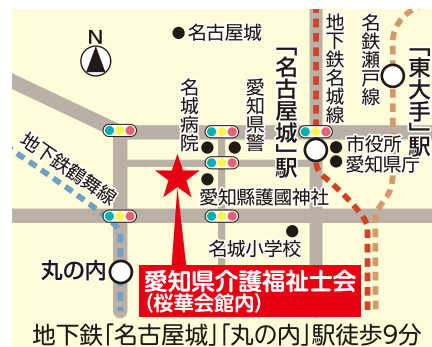 N
名古屋城
地下鉄名城線
名鉄瀬戸線
「東大手」駅
「名古屋城」駅
愛知県警
名城病院
市役所
愛知県庁
地下鉄鶴舞線
愛知縣護國神社
名城小学校
丸の内
愛知県介護福祉士会
(桜華会館内)
地下鉄「名古屋城」「丸の内」駅徒歩9分